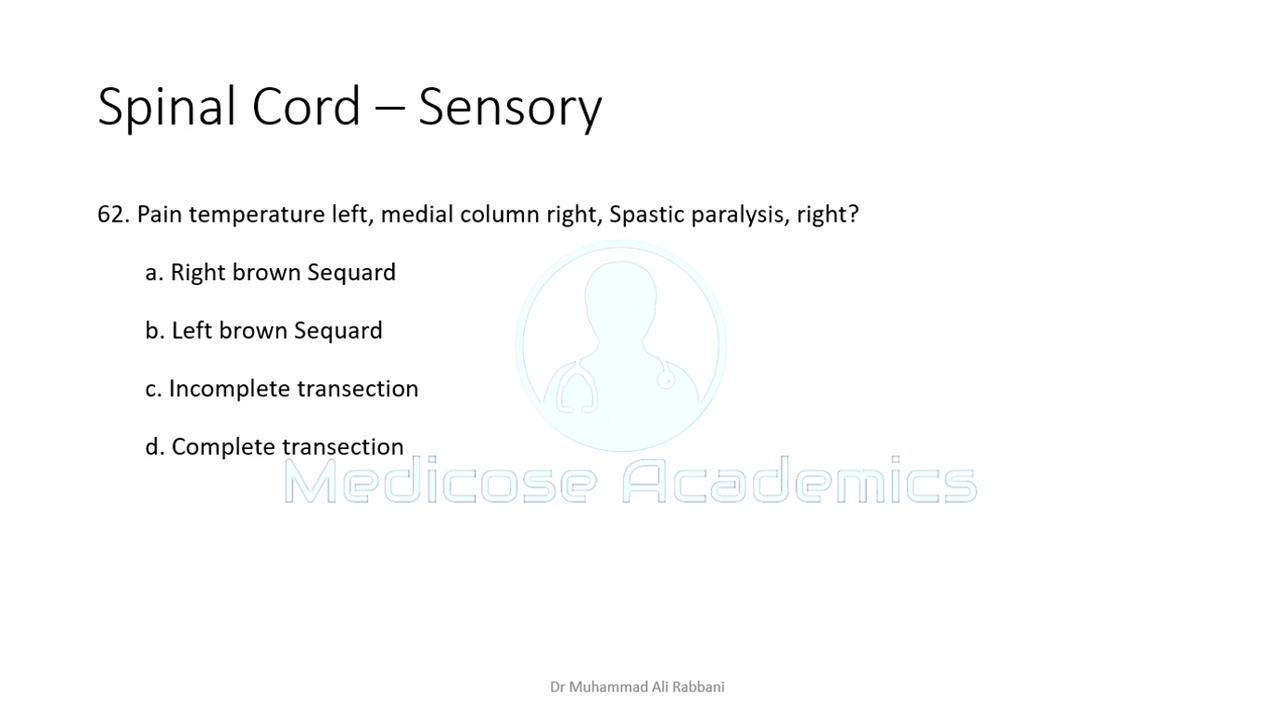 Spinal Cord – Sensory
62. Pain temperature left, medial column right, Spastic paralysis, right?
a. Right brown Sequard
b. Left brown Sequard
c. Incomplete transection
d. Complete transection
Medicose Academics
Dr Muhammad Ali Rabbani